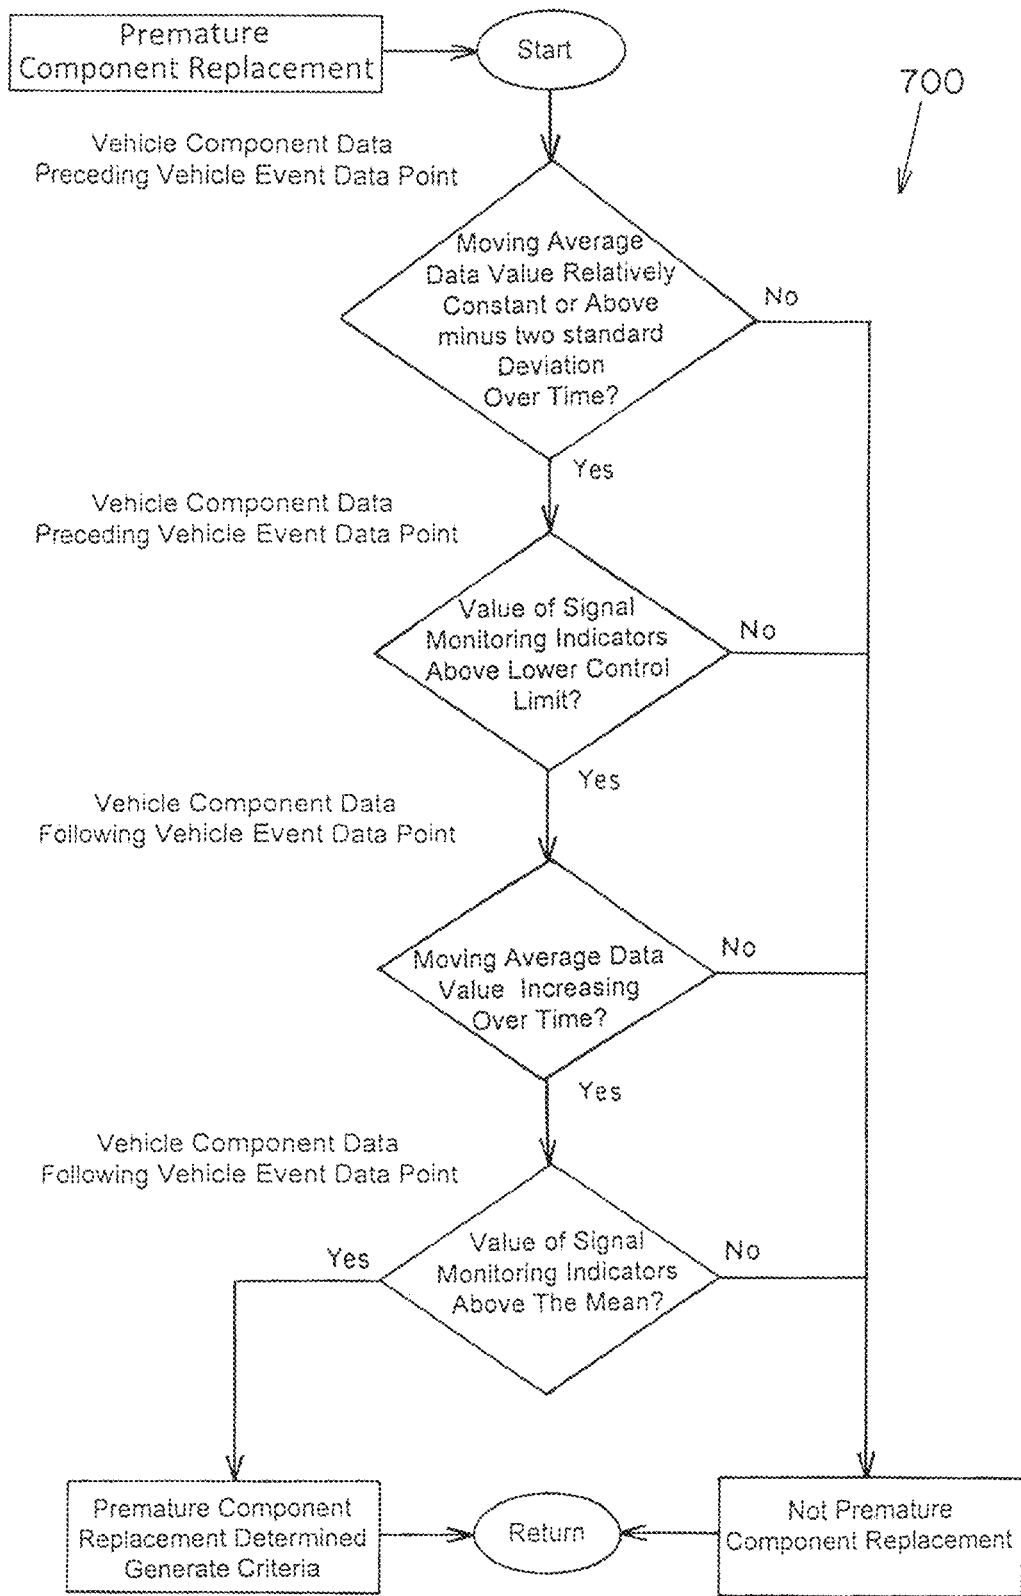 Premature
Component Replacement
Start
700
Vehicle Component Data
Preceding Vehicle Event Data Point
Moving Average
Data Value Relatively
Constant or Above
minus two standard
Deviation
Over Time?
No
Yes
Vehicle Component Data
Preceding Vehicle Event Data Point
Value of Signal
Monitoring Indicators
Above Lower Control
Limit?
No
Yes
Vehicle Component Data
Following Vehicle Event Data Point
Moving Average Data
Value Increasing
Over Time?
No
Yes
Vehicle Component Data
Following Vehicle Event Data Point
Value of Signal
Monitoring Indicators
Above The Mean?
Yes
No
Premature Component
Replacement Determined
Generate Criteria
Return
Not Premature
Component Replacement